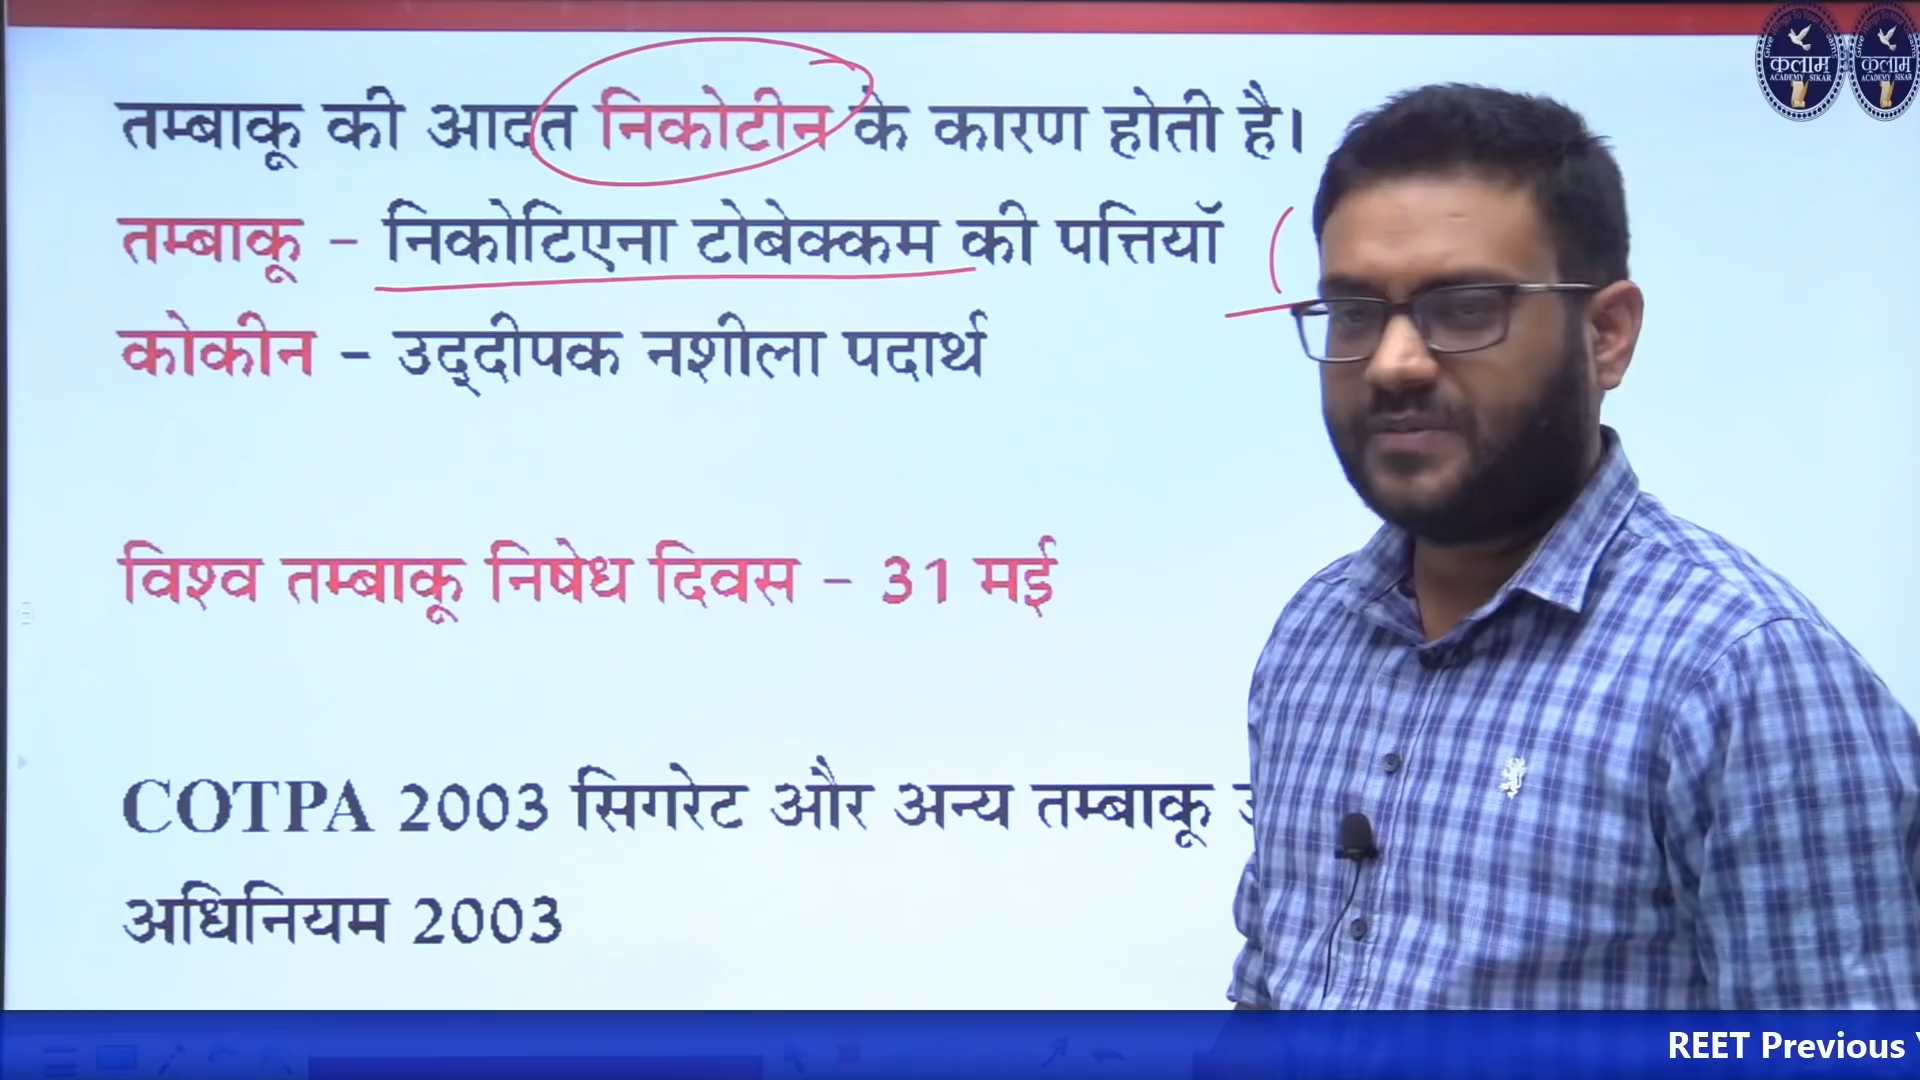 तम्बाकू की आदत निकोटीन के कारण होती है।
तम्बाकू - निकोटिएना टोबेक्कम की पत्तियॉ
कोकीन - उद्दीपक नशीला पदार्थ
विश्व तम्बाकू निषेध दिवस - 31 मई
COTPA 2003 सिगरेट और अन्य तम्बाकू
अधिनियम 2003
कलाम
ACADEMY SIKAR
कलाम
ACADEMY SIKAR
REET Previous